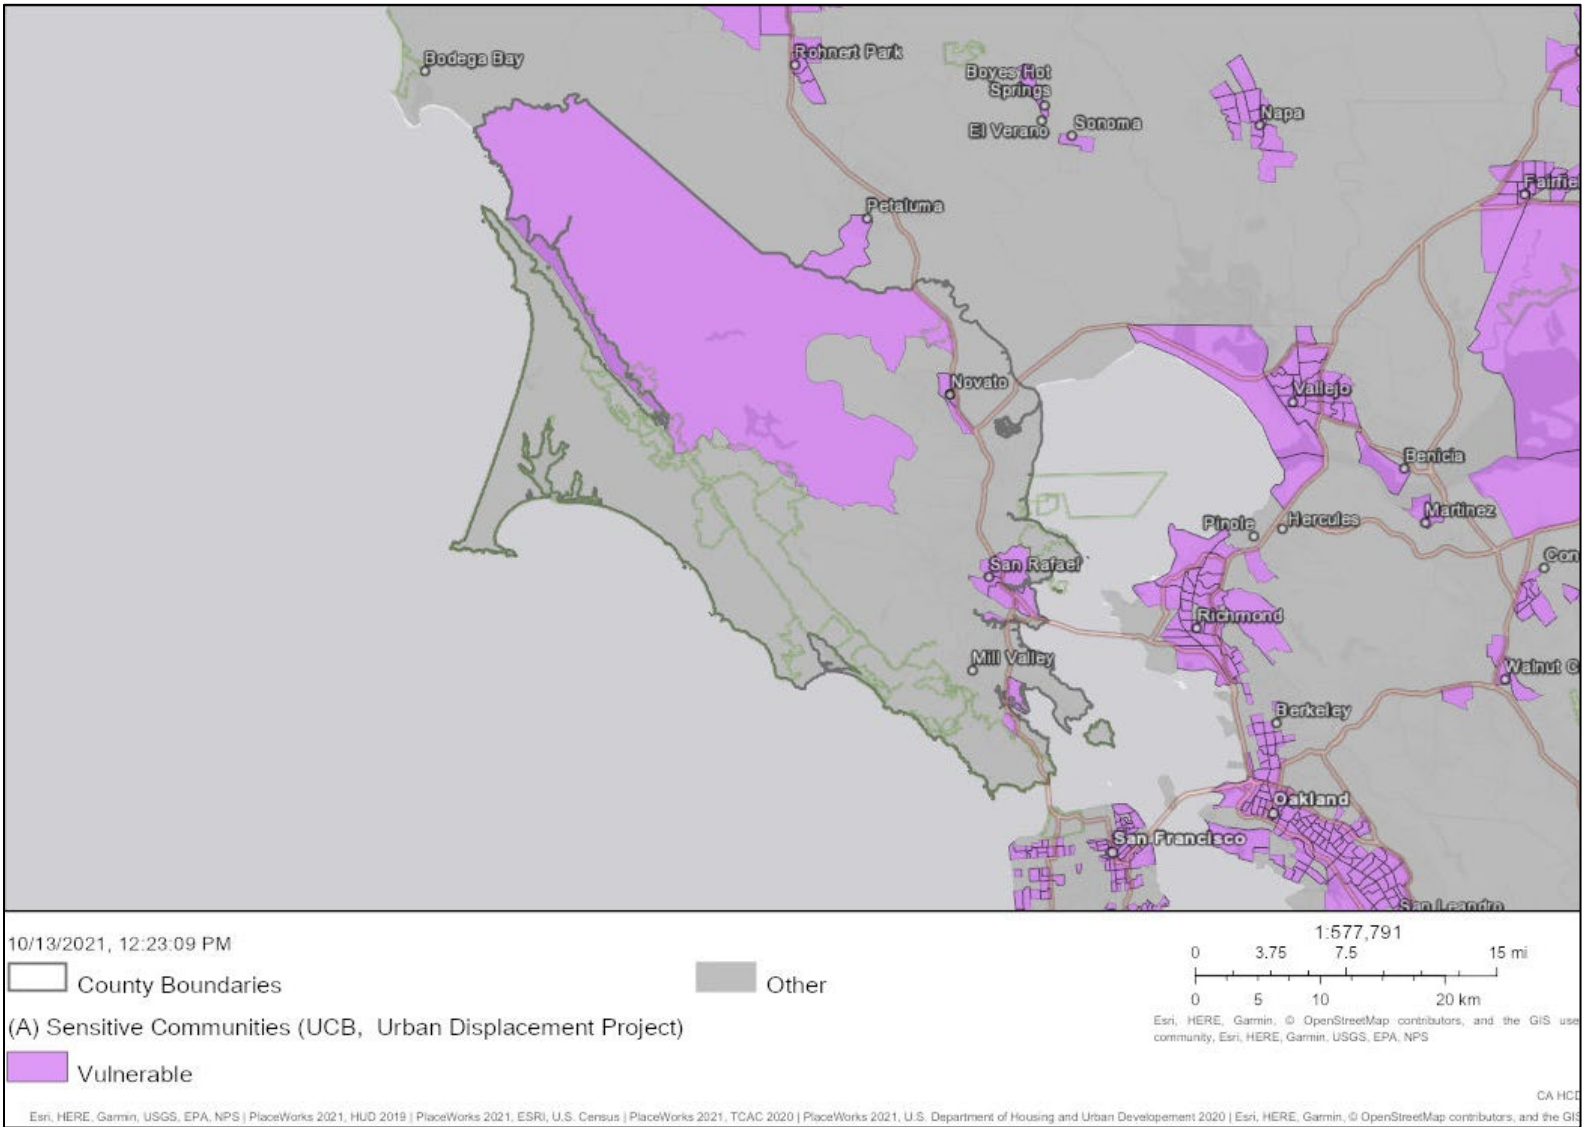 Bodega Bay
Rohnert Park
Boyes Hot
Springs
El Verano
Sonoma
Napa
Petaluma
Novato
Vallejo
Benicia
Martinez
Pinole
Hercules
Con
San Rafael
Richmond
Mill Valley
Walnut C
Berkeley
Oakland
San Francisco
San Leandro
10/13/2021, 12:23:09 PM
County Boundaries
Other
(A) Sensitive Communities (UCB, Urban Displacement Project)
Vulnerable
1:577,791
0 3.75 7.5 15 mi
0 5 10 20 km
Esri, HERE, Garmin, © OpenStreetMap contributors, and the GIS use
community, Esri, HERE, Garmin, USGS, EPA, NPS
CA HCD
Esri, HERE, Garmin, USGS, EPA, NPS | PlaceWorks 2021, HUD 2019 | PlaceWorks 2021, ESRI, U.S. Census | PlaceWorks 2021, TCAC 2020 | PlaceWorks 2021, U.S. Department of Housing and Urban Developement 2020 | Esri, HERE, Garmin, © OpenStreetMap contributors, and the GIS